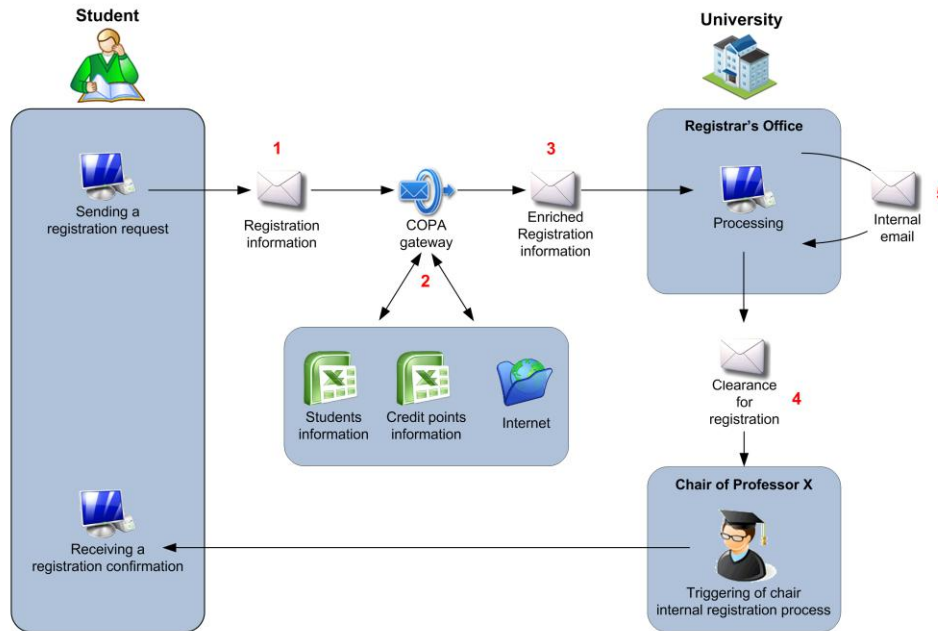 Student
University
Registrar's Office
1
3
Sending a
registration request
Registration
information
COPA
gateway
Enriched
Registration
information
Processing
Internal
email
2
Students
information
Credit points
information
Internet
Clearance
for
registration
4
Chair of Professor X
Receiving a
registration confirmation
Triggering of chair
internal registration process